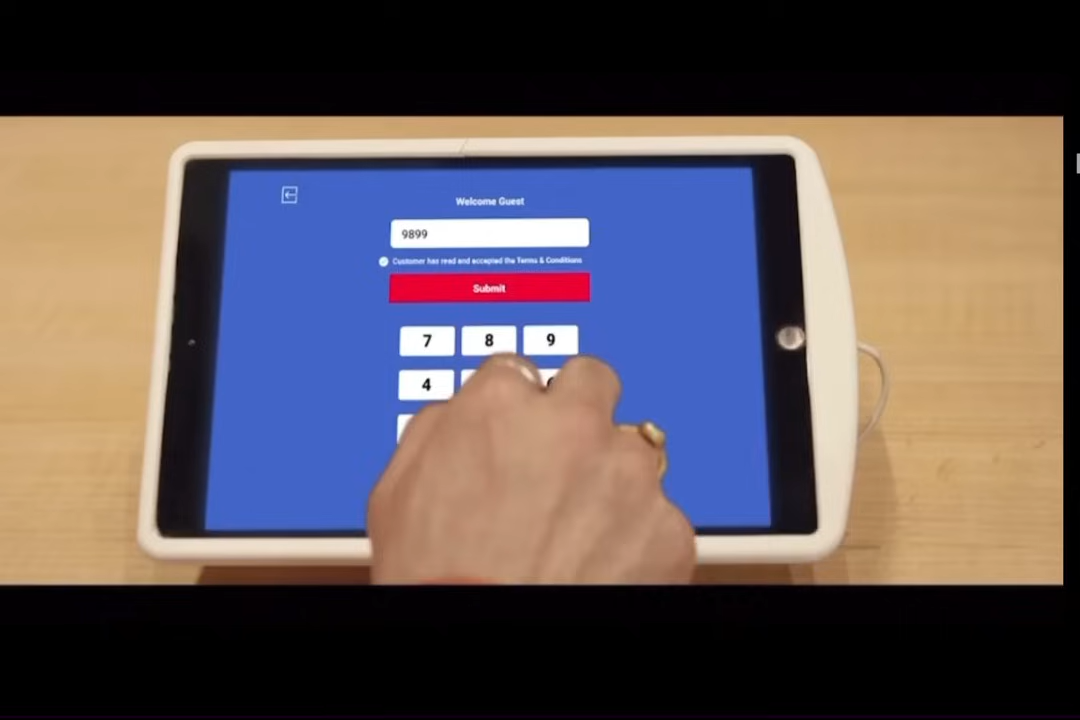 Welcome Guest
9899
Customer has read and accepted the Terms & Conditions
Submit
7 8 9
4